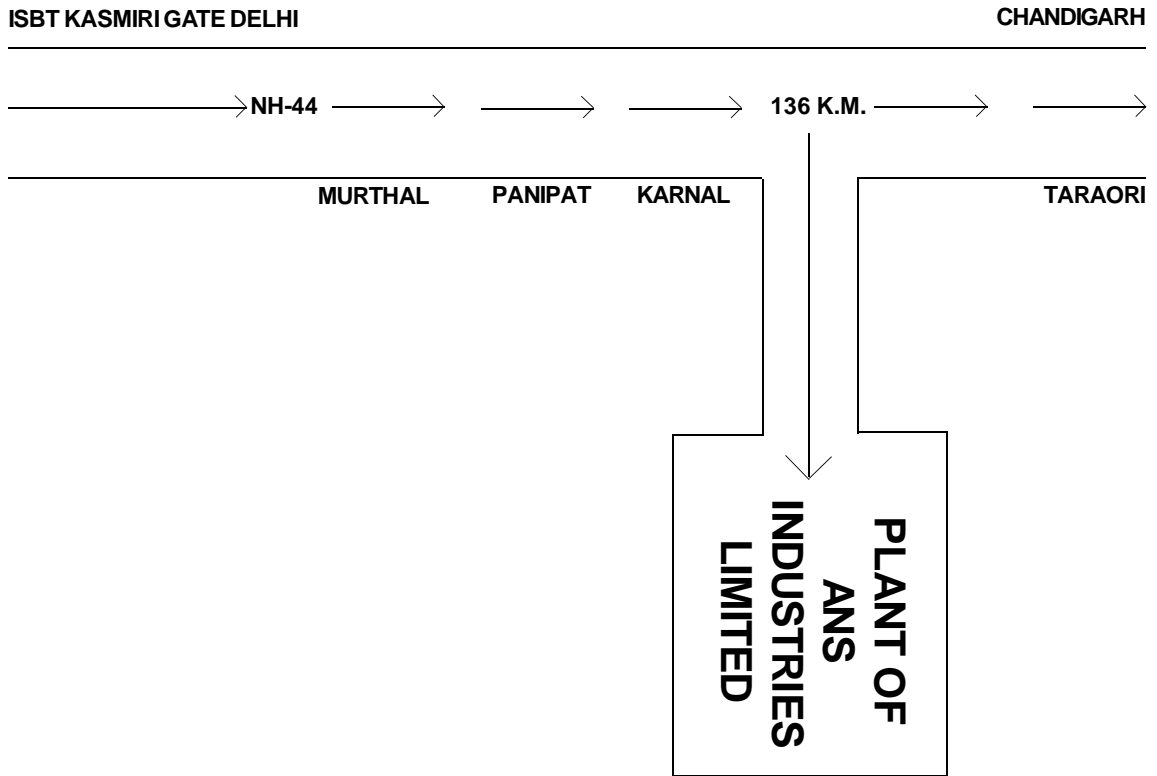 ISBT KASMIRI GATE DELHI
CHANDIGARH
NH-44
136 K.M.
MURTHAL
PANIPAT
KARNAL
TARAORI
PLANT OF
ANS
INDUSTRIES
LIMITED